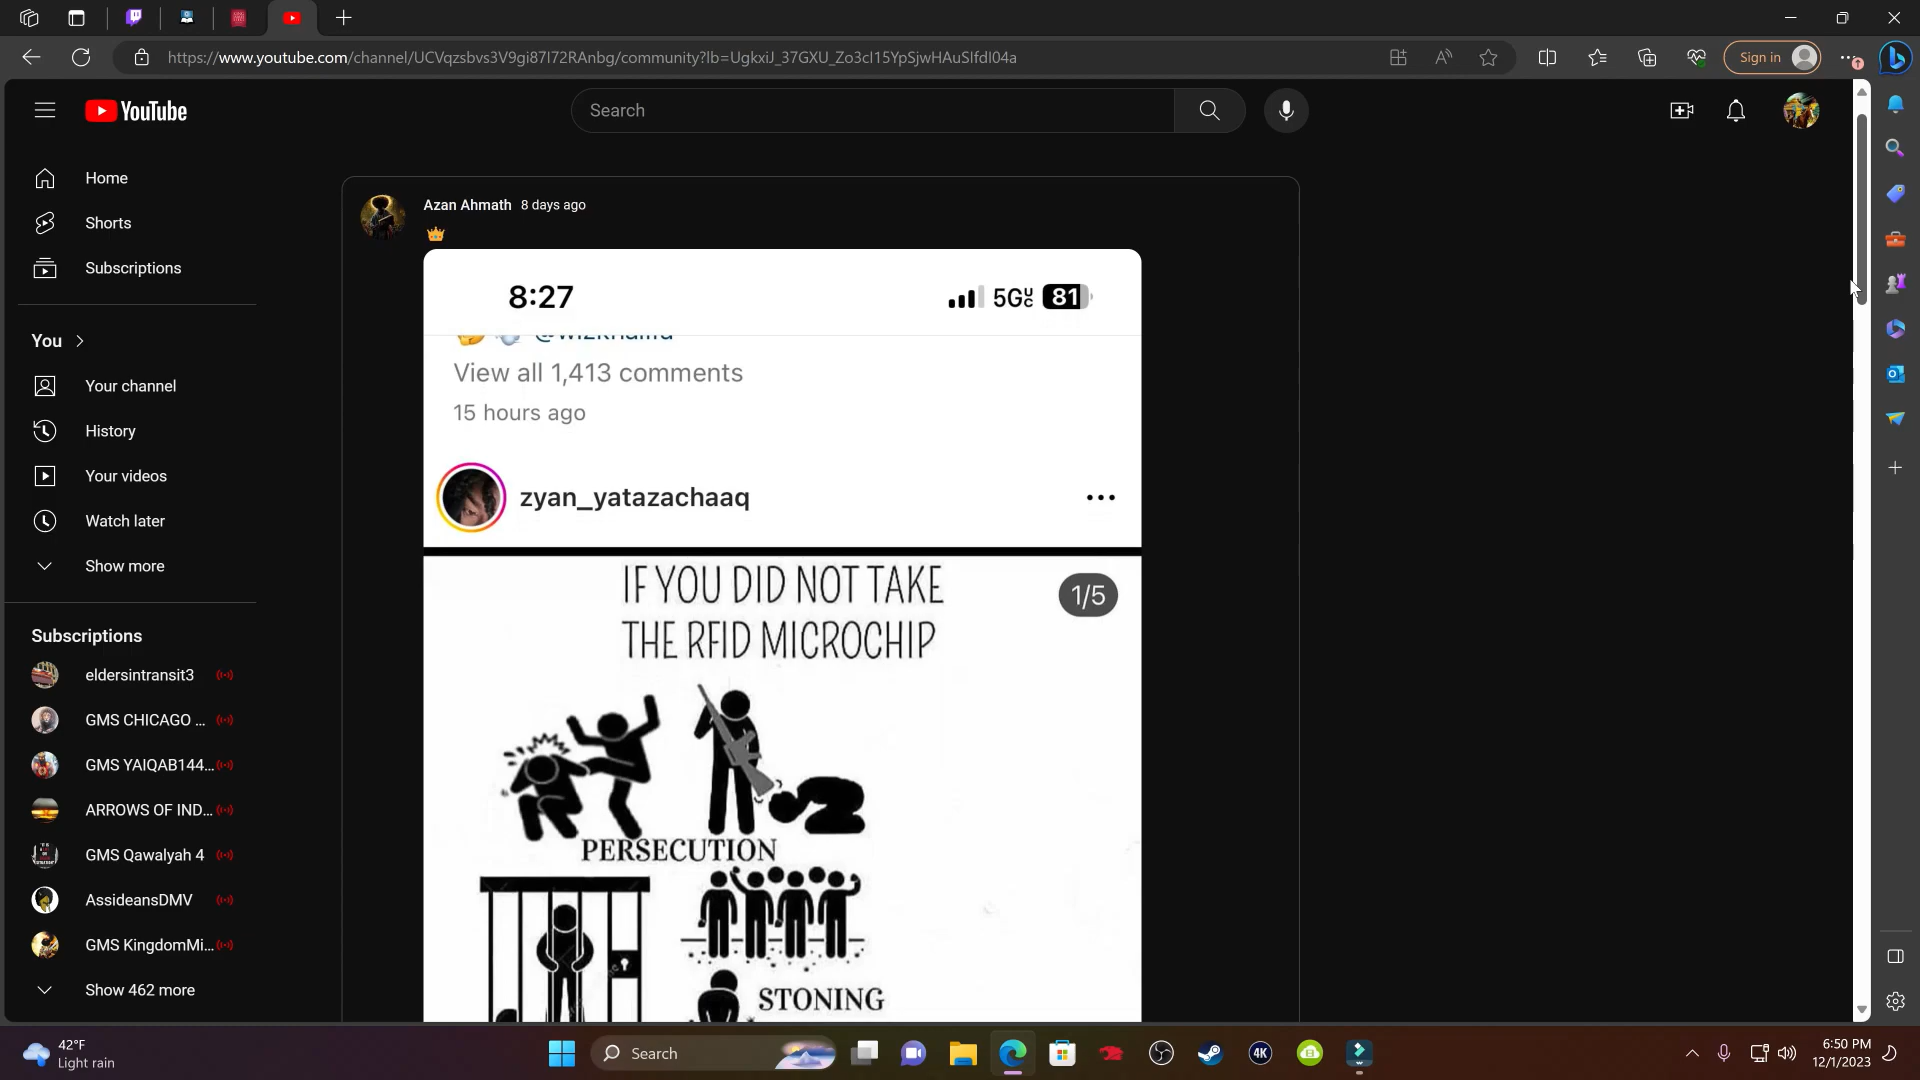 https://www.youtube.com/channel/UCVqzsbvs3V9gi87I72RAnbg/community?lb=UgkxiJ_37GXU_Zo3cI15YpSjwHAuSIfdI04a
Sign in
YouTube
Search
Home
Shorts
Subscriptions
You
Your channel
History
Your videos
Watch later
Show more
Subscriptions
eldersintransit3
GMS CHICAGO ...
GMS YAIQAB144...
ARROWS OF IND...
GMS Qawalyah 4
AssideansDMV
GMS KingdomMi...
Show 462 more
Azan Ahmath 8 days ago
8:27
5G 81
@wizkhalifa
View all 1,413 comments
15 hours ago
zyan_yatazachaaq
1/5
IF YOU DID NOT TAKE
THE RFID MICROCHIP
PERSECUTION
STONING
42°F
Light rain
Search
4K
6:50 PM
12/1/2023